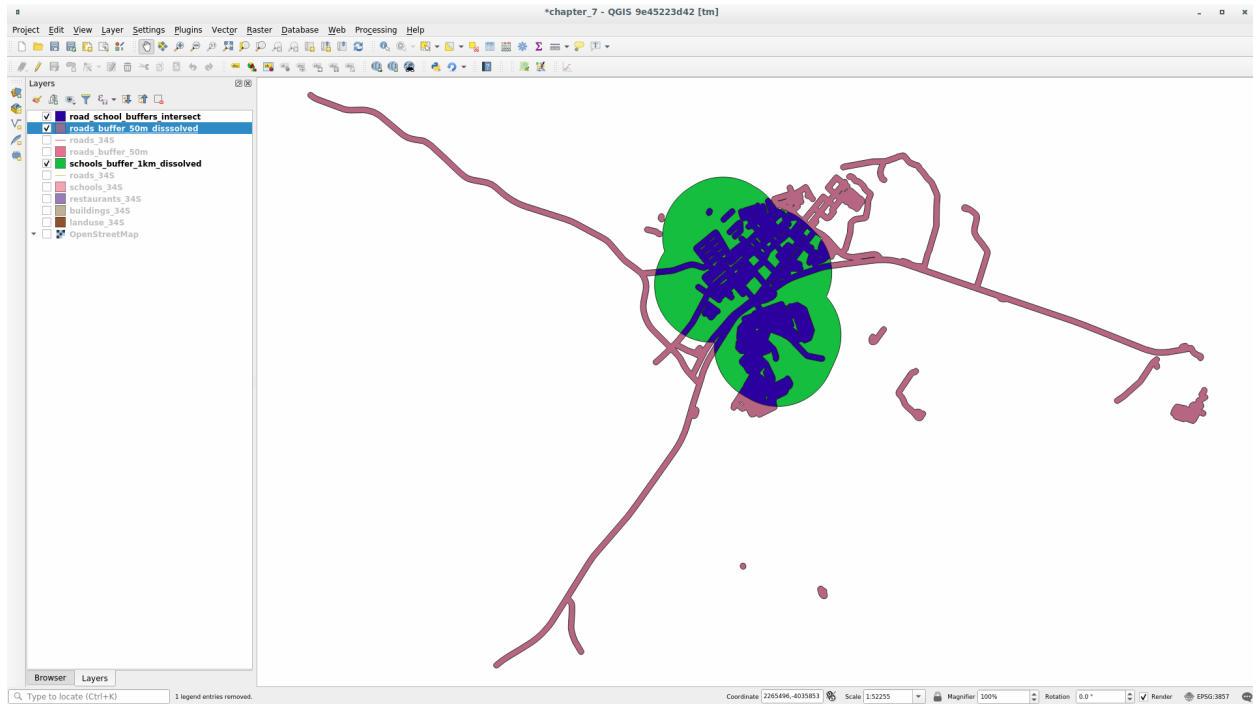 *chapter_7 - QGIS 9e45223d42 [tm]
Project Edit View Layer Settings Plugins Vector Raster Database Web Processing Help
Layers
road_school_buffers_intersect
roads_buffer_50m_disssolved
roads_34S
roads_buffer_50m
schools_buffer_1km_dissolved
roads_34S
schools_34S
restaurants_34S
buildings_34S
landuse_34S
OpenStreetMap
Browser Layers
Type to locate (Ctrl+K) 1 legend entries removed. Coordinate 2265496,-4035853 Scale 1:52255 Magnifier 100% Rotation 0.0 ° Render EPSG:3857